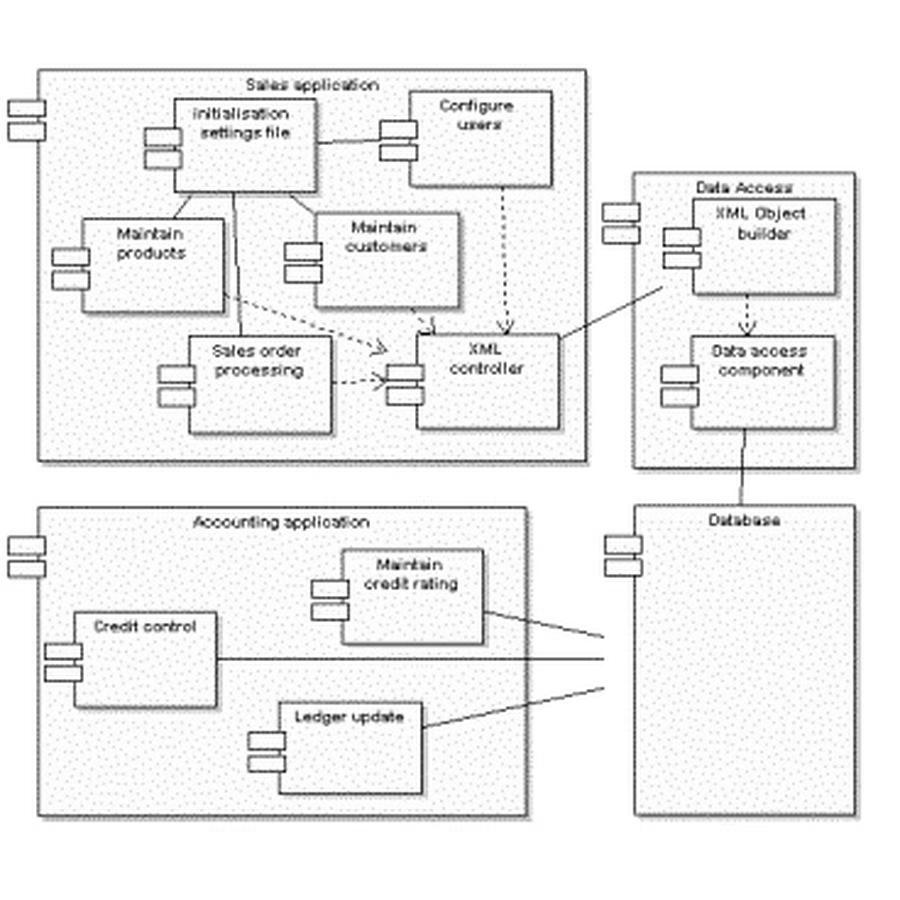 Sales application
initialisation
settings file
Configure
users
Maintain
products
Maintain
customers
Sales order
processing
XML
controller
Data Access
XML Object
builder
Data access
component
Accounting application
Maintain
credit rating
Credit control
Ledger update
Database